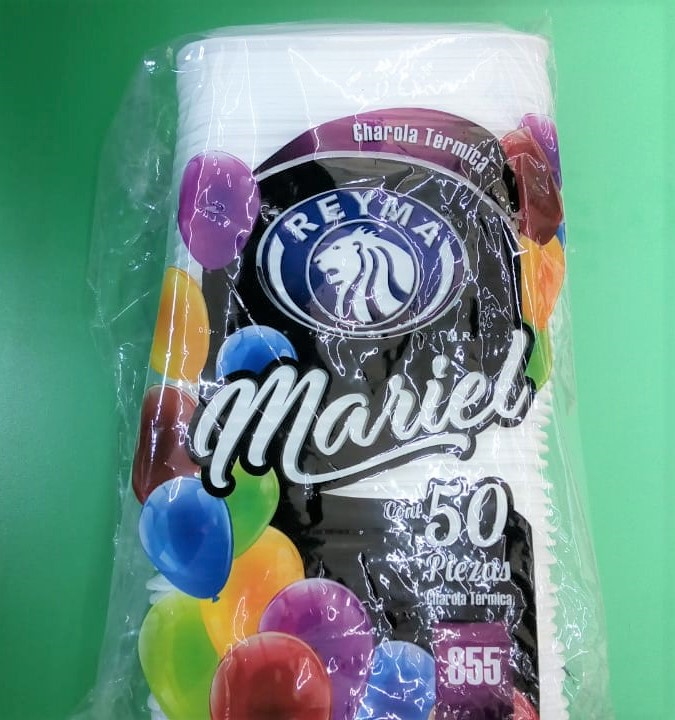 Charola Térmica
REYMA
M.R.
Mariel
Cont.
50
Piezas
Charola Térmica
855